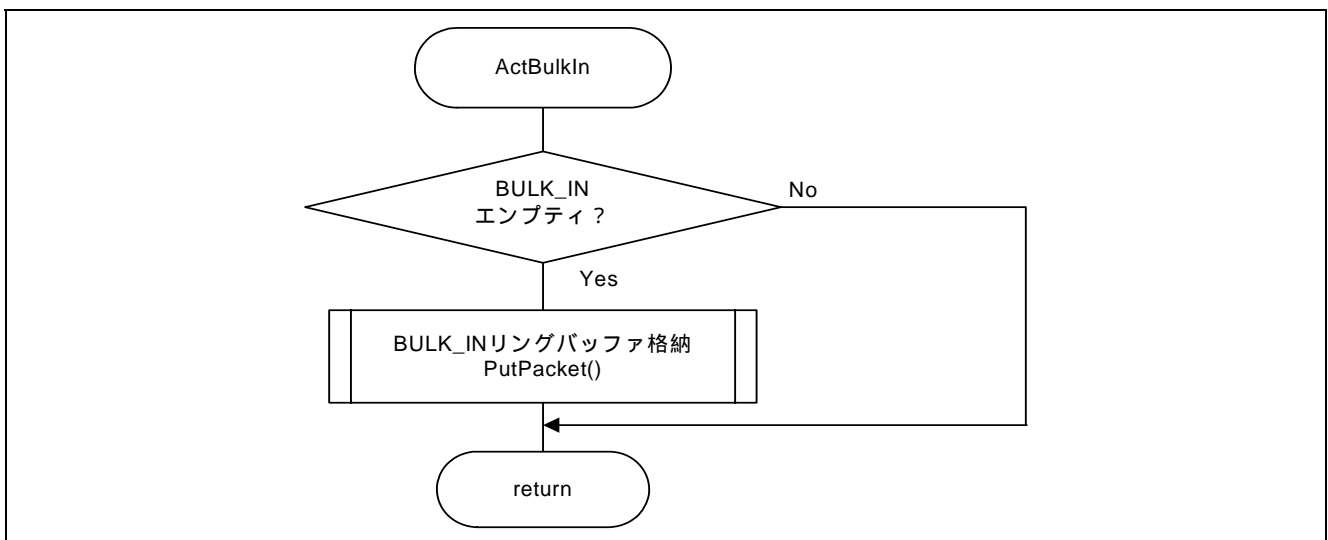 ActBulkIn
BULK_IN
エンプティ？
No
Yes
BULK_INリングバッファ格納
PutPacket()
return